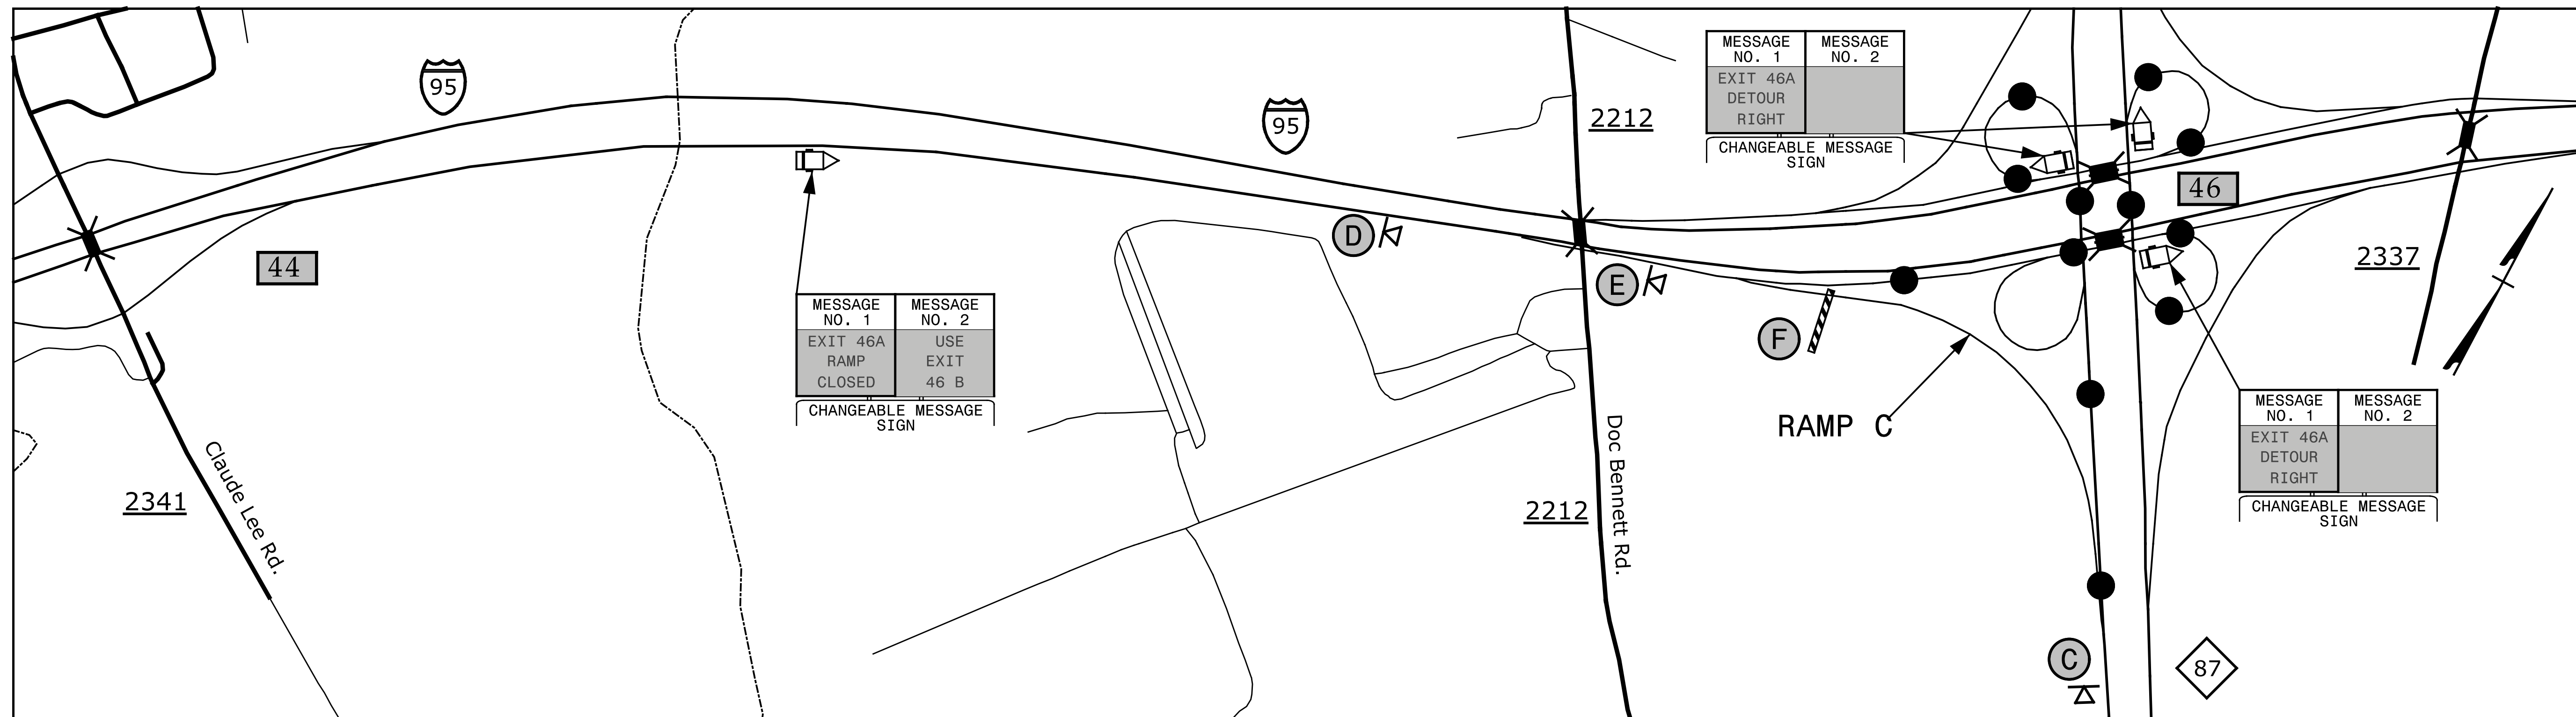 95
95
44
MESSAGE NO. 1
MESSAGE NO. 2
EXIT 46A
RAMP
CLOSED
USE
EXIT
46 B
CHANGEABLE MESSAGE
SIGN
2341
Claude Lee Rd.
2212
MESSAGE NO. 1
MESSAGE NO. 2
EXIT 46A
DETOUR
RIGHT
CHANGEABLE MESSAGE
SIGN
46
2337
D
E
F
RAMP C
2212
Doc Bennett Rd.
MESSAGE NO. 1
MESSAGE NO. 2
EXIT 46A
DETOUR
RIGHT
CHANGEABLE MESSAGE
SIGN
C
87